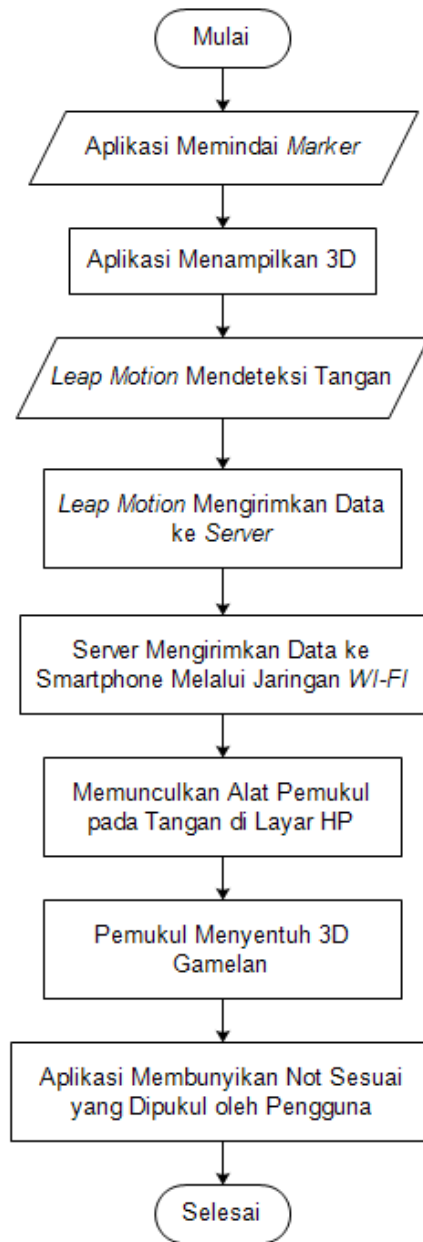 Mulai
Aplikasi Memindai Marker
Aplikasi Menampilkan 3D
Leap Motion Mendeteksi Tangan
Leap Motion Mengirimkan Data
ke Server
Server Mengirimkan Data ke
Smartphone Melalui Jaringan WI-FI
Memunculkan Alat Pemukul
pada Tangan di Layar HP
Pemukul Menyentuh 3D
Gamelan
Aplikasi Membunyikan Not Sesuai
yang Dipukul oleh Pengguna
Selesai